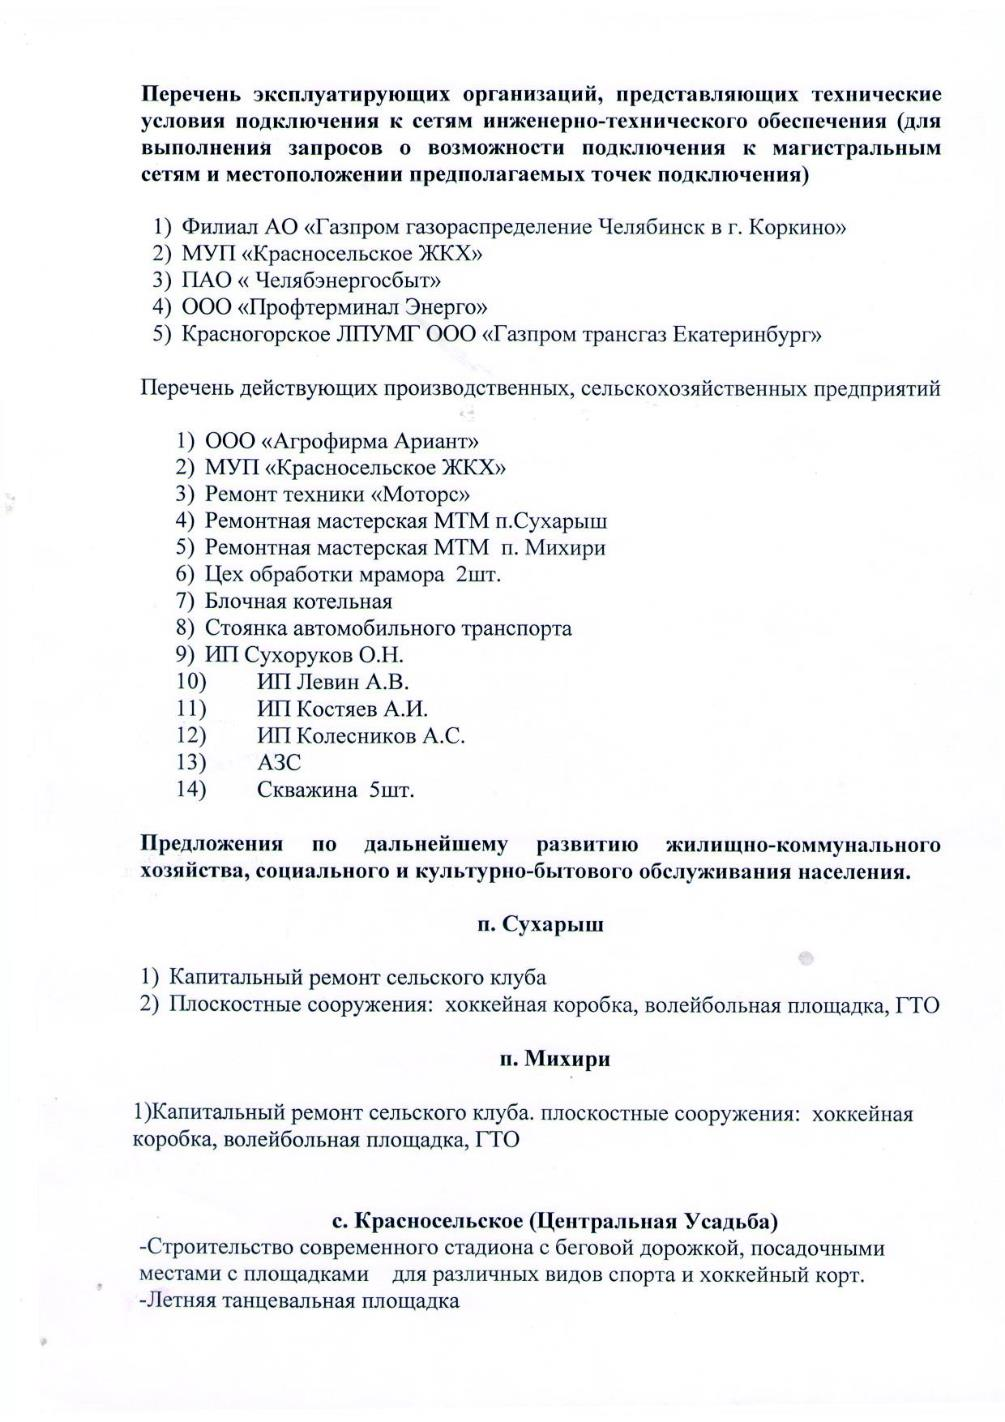 Перечень эксплуатирующих организаций, представляющих технические
условия подключения к сетям инженерно-технического обеспечения (для
выполнения запросов о возможности подключения к магистральным
сетям и местоположении предполагаемых точек подключения)
1) Филиал АО «Газпром газораспределение Челябинск в г. Коркино»
2) МУП «Красносельское ЖКХ»
3) ПАО « Челябэнергосбыт»
4) ООО «Профтерминал Энерго»
5) Красногорское ЛПУМГ ООО «Газпром трансгаз Екатеринбург»
Перечень действующих производственных, сельскохозяйственных предприятий
1) ООО «Агрофирма Ариант»
2) МУП «Красносельское ЖКХ»
3) Ремонт техники «Моторс»
4) Ремонтная мастерская МТМ п.Сухарыш
5) Ремонтная мастерская МТМ  п. Михири
6) Цех обработки мрамора  2шт.
7) Блочная котельная
8) Стоянка автомобильного транспорта
9) ИП Сухоруков О.Н.
10) ИП Левин А.В.
11) ИП Костяев А.И.
12) ИП Колесников А.С.
13) АЗС
14) Скважина  5шт.
Предложения по дальнейшему развитию жилищно-коммунального
хозяйства, социального и культурно-бытового обслуживания населения.
п. Сухарыш
1) Капитальный ремонт сельского клуба
2) Плоскостные сооружения:  хоккейная коробка, волейбольная площадка, ГТО
п. Михири
1)Капитальный ремонт сельского клуба. плоскостные сооружения:  хоккейная
коробка, волейбольная площадка, ГТО
с. Красносельское (Центральная Усадьба)
-Строительство современного стадиона с беговой дорожкой, посадочными
местами с площадками    для различных видов спорта и хоккейный корт.
-Летняя танцевальная площадка